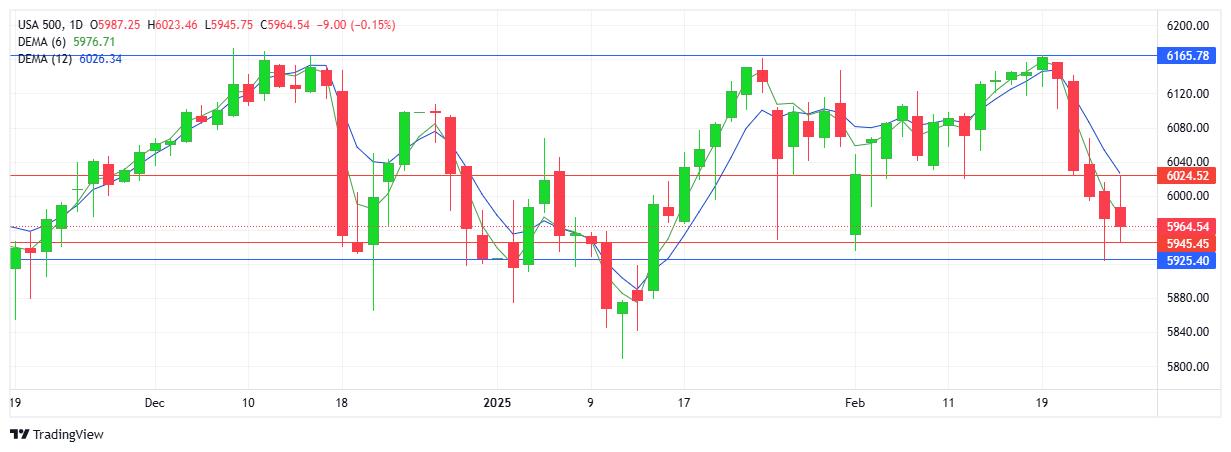 USA 500, 1D O5987.25 H6023.46 L5945.75 C5964.54 −9.00 (−0.15%)
DEMA (6) 5976.71
DEMA (12) 6026.34
6200.00
6165.78
6120.00
6080.00
6040.00
6024.52
6000.00
5964.54
5945.45
5925.40
5880.00
5840.00
5800.00
19 Dec 10 18 2025 9 17 Feb 11 19
TradingView